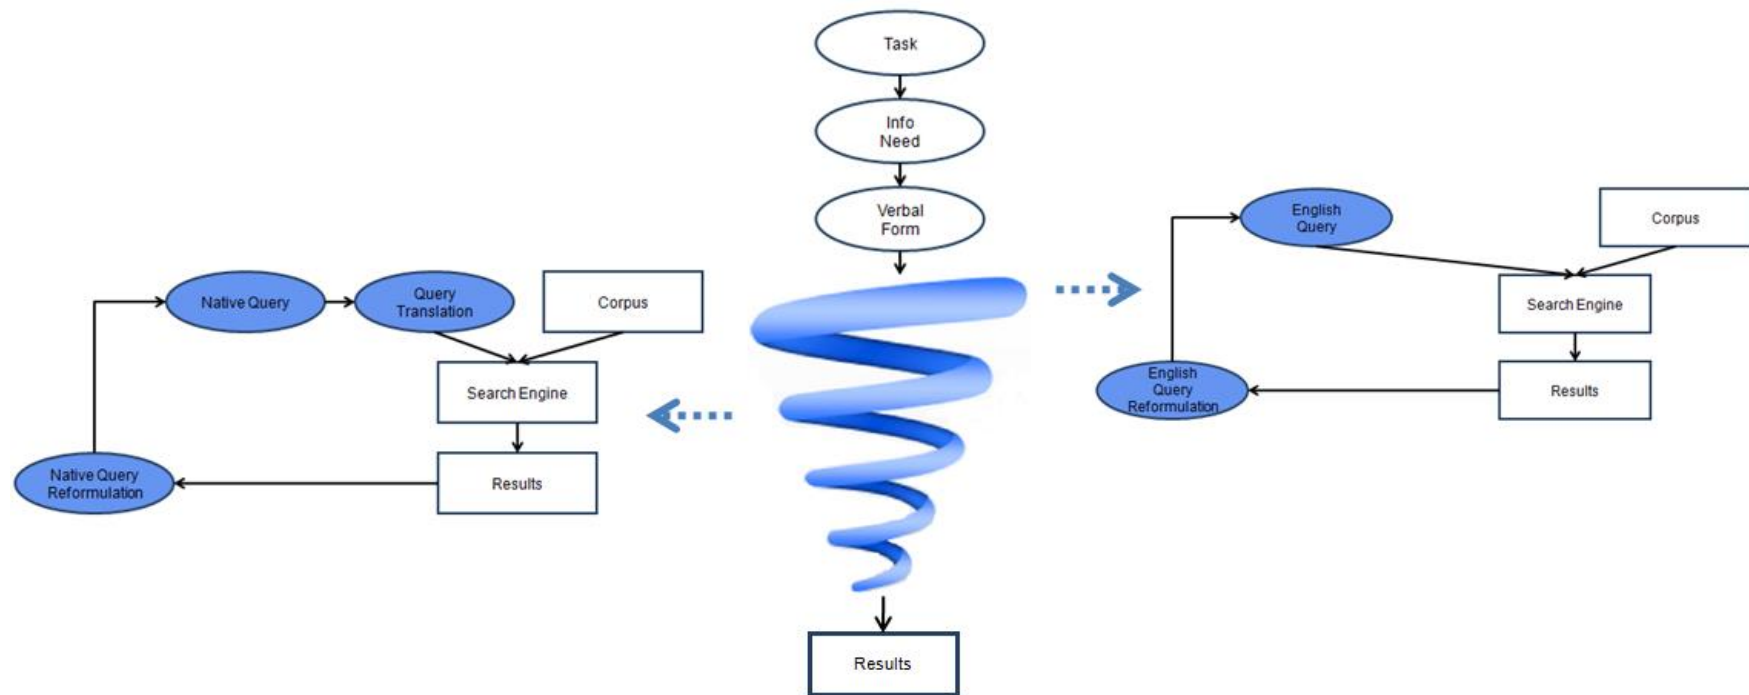 Task
Info
Need
Verbal
Form
Native Query
Query
Translation
Corpus
Search Engine
Results
Native Query
Reformulation
English
Query
Corpus
Search Engine
Results
English
Query
Reformulation
Results